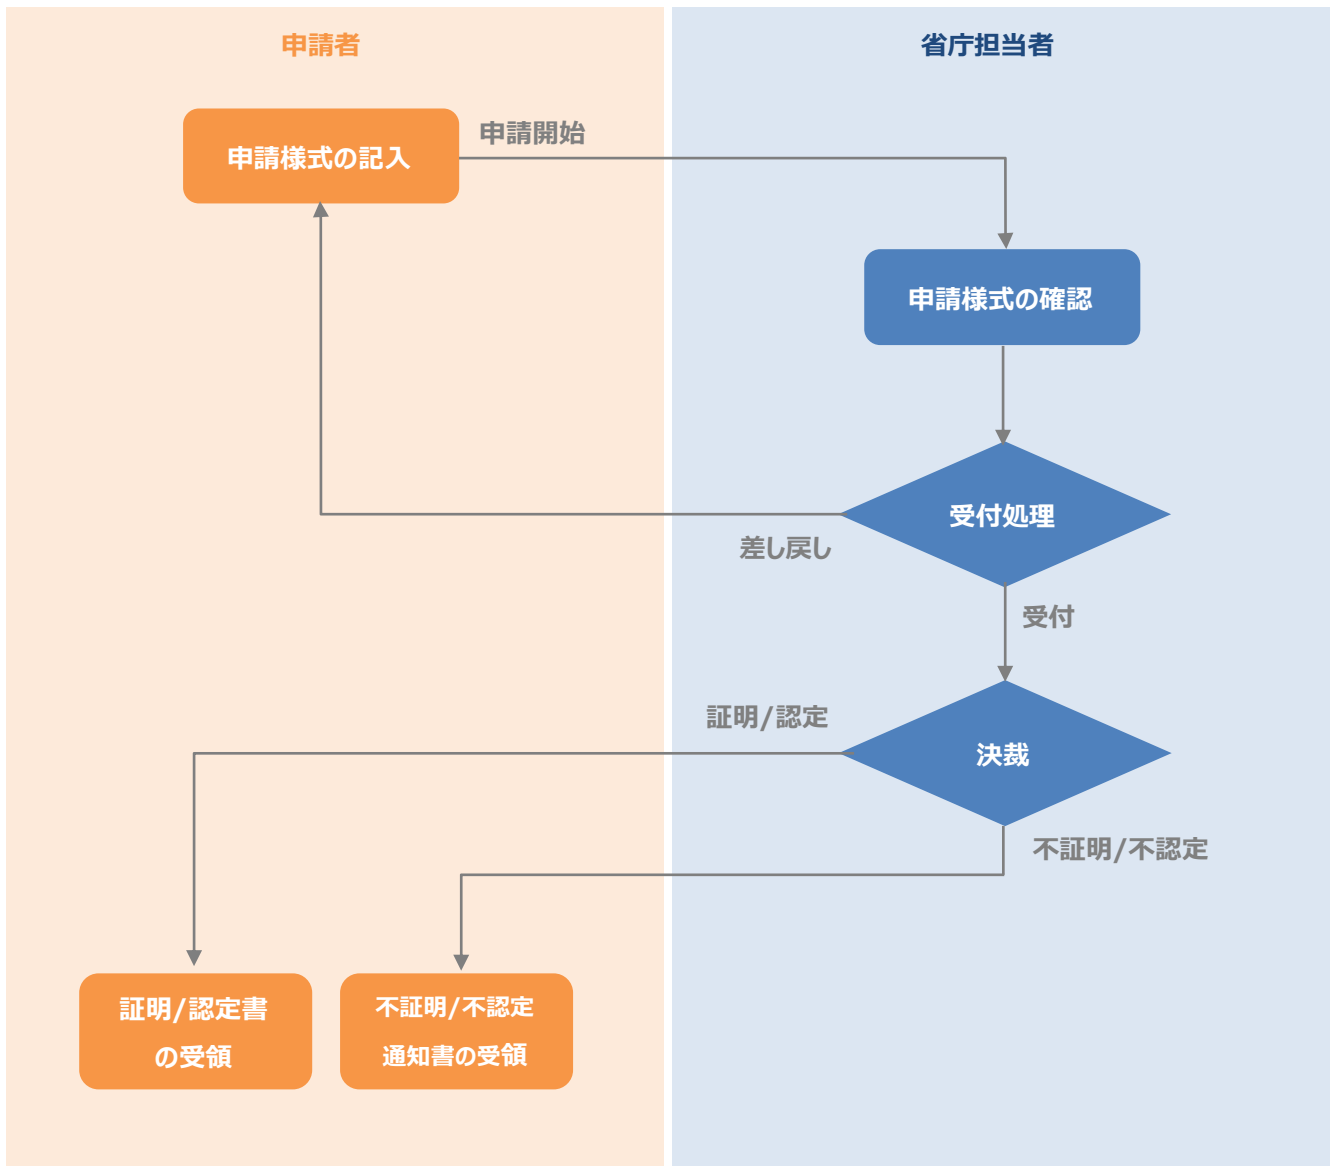 申請者
省庁担当者
申請様式の記入
申請開始
申請様式の確認
受付処理
差し戻し
受付
証明/認定
決裁
不証明/不認定
証明/認定書
の受領
不証明/不認定
通知書の受領